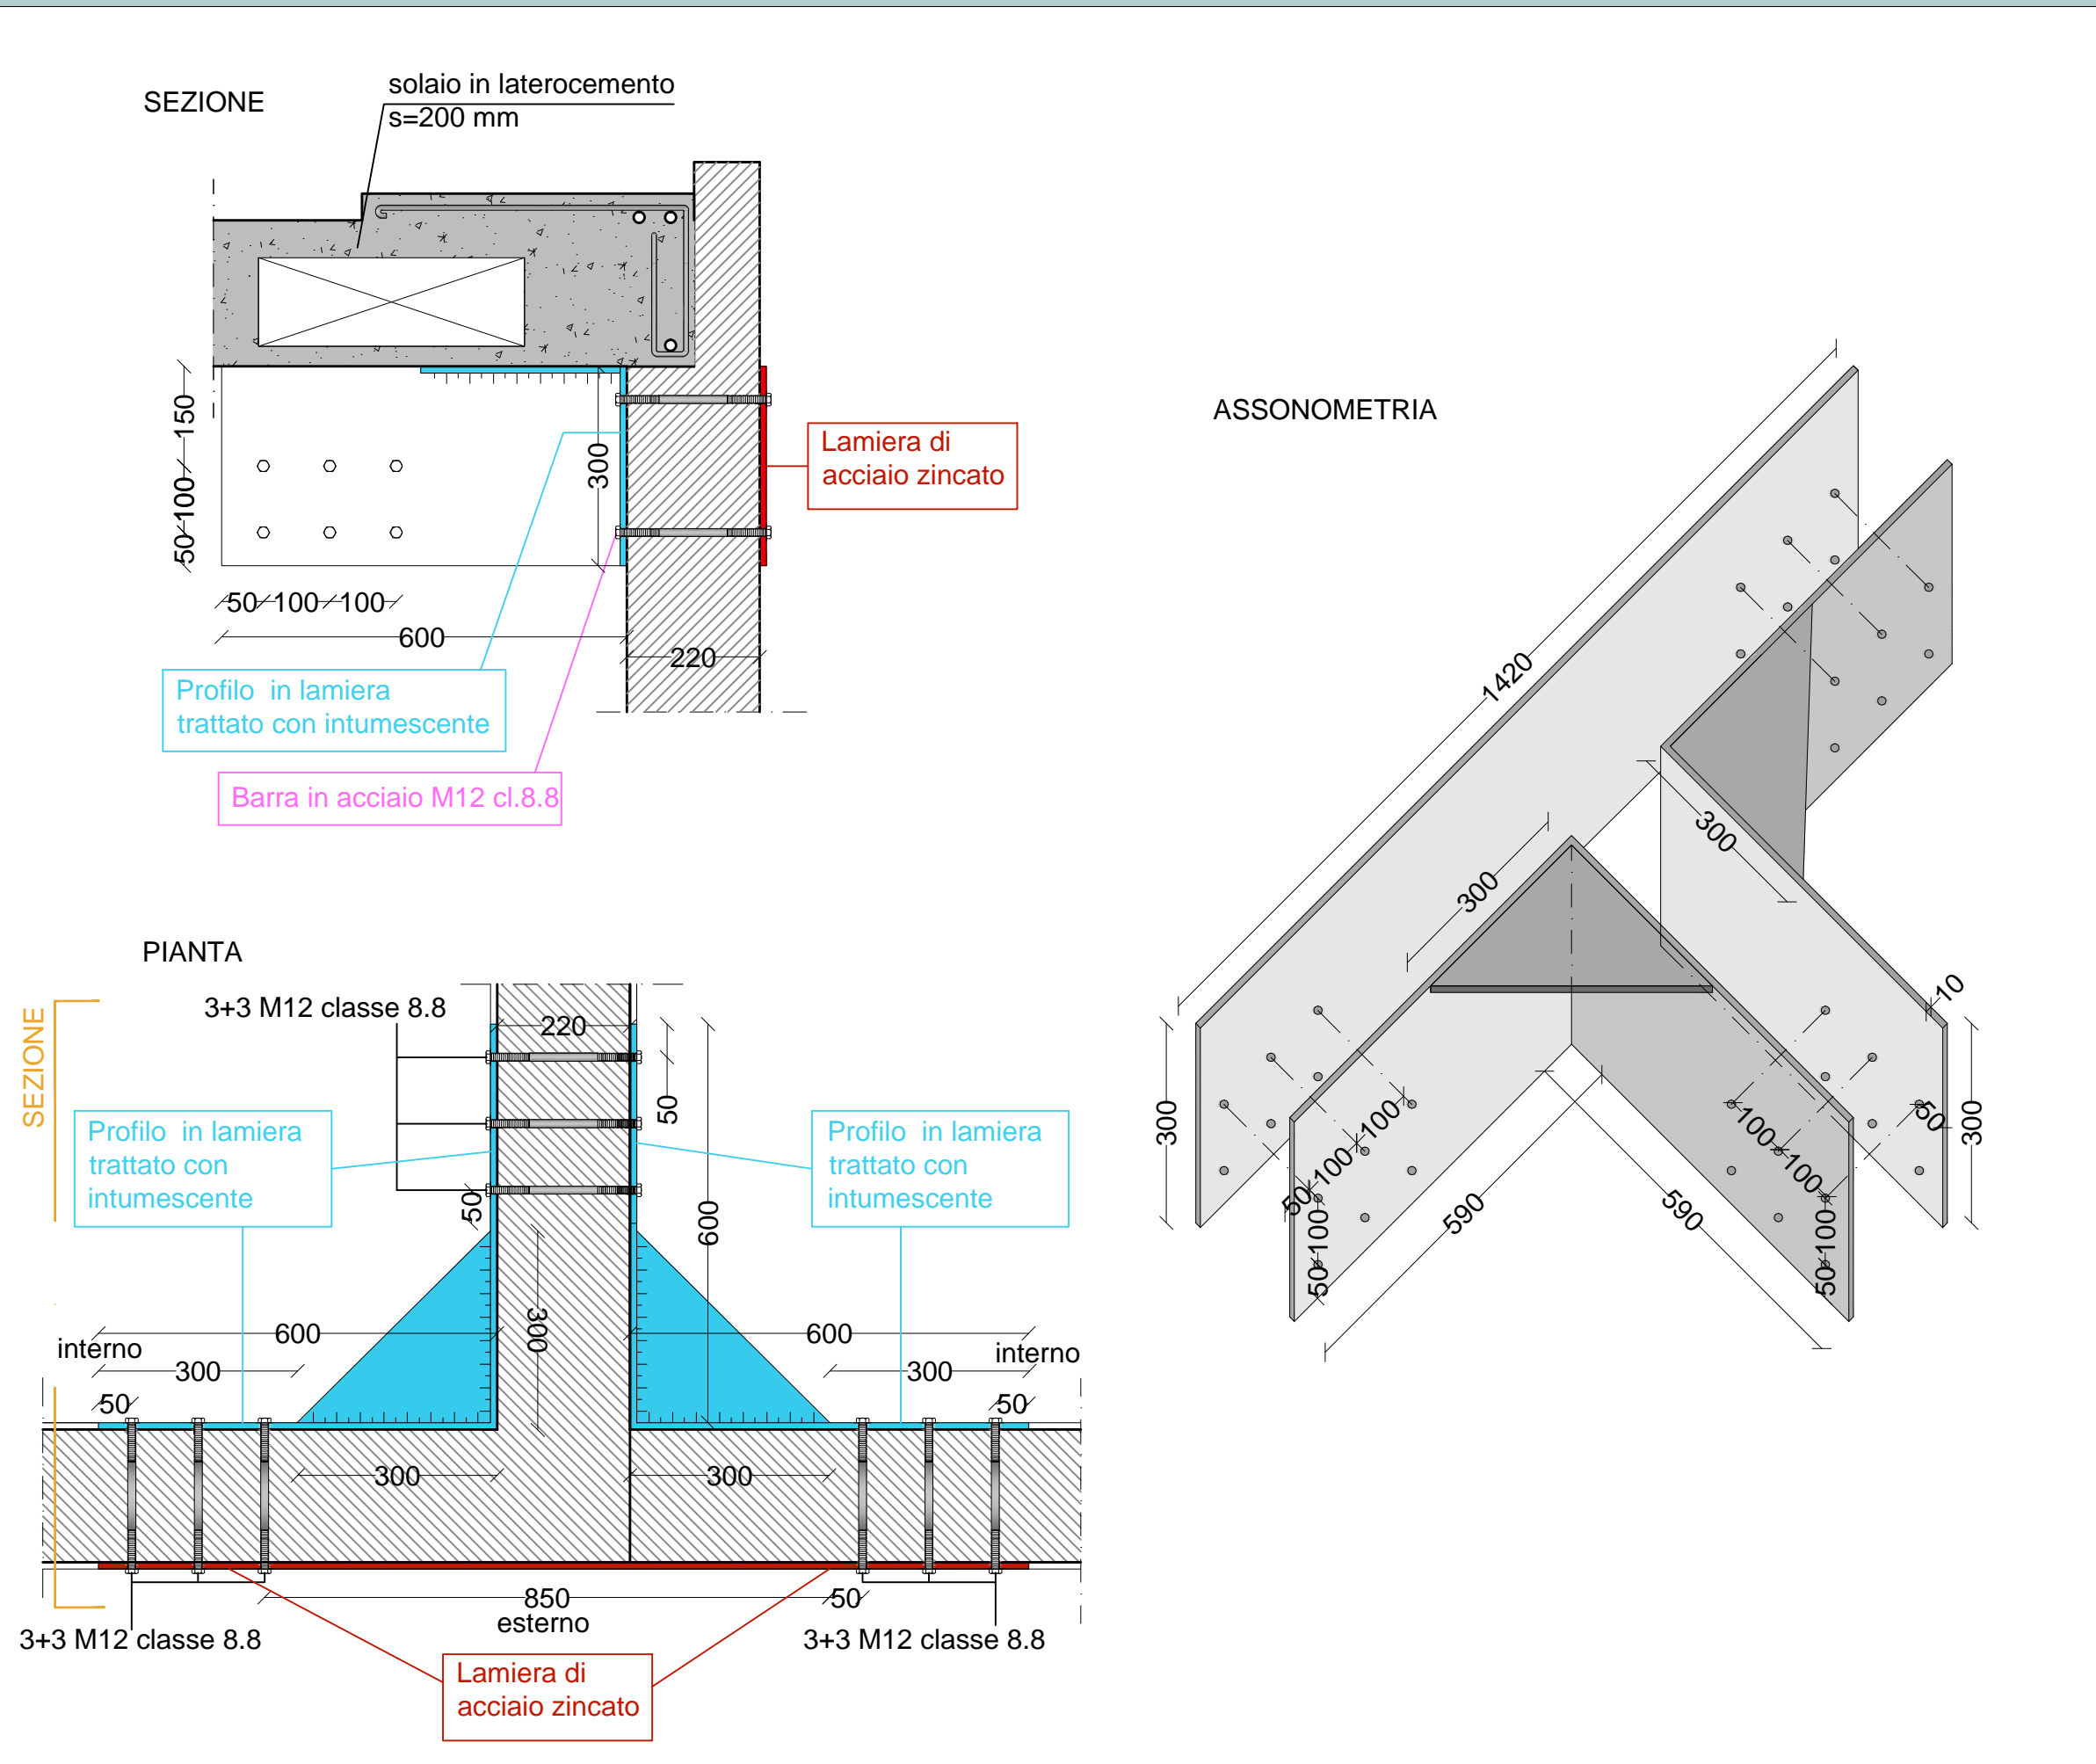 SEZIONE
solaio in laterocemento
s=200 mm
150
100
50
300
50
100
100
600
220
Lamiera di
acciaio zincato
Profilo  in lamiera
trattato con intumescente
Barra in acciaio M12 cl.8.8
ASSONOMETRIA
1420
300
300
10
300
300
50
100
100
50
100
590
590
100
100
50
100
50
PIANTA
SEZIONE
3+3 M12 classe 8.8
220
50
600
50
Profilo  in lamiera
trattato con
intumescente
Profilo  in lamiera
trattato con
intumescente
300
interno
600
300
50
600
interno
300
50
300
300
850
50
esterno
3+3 M12 classe 8.8
3+3 M12 classe 8.8
Lamiera di
acciaio zincato